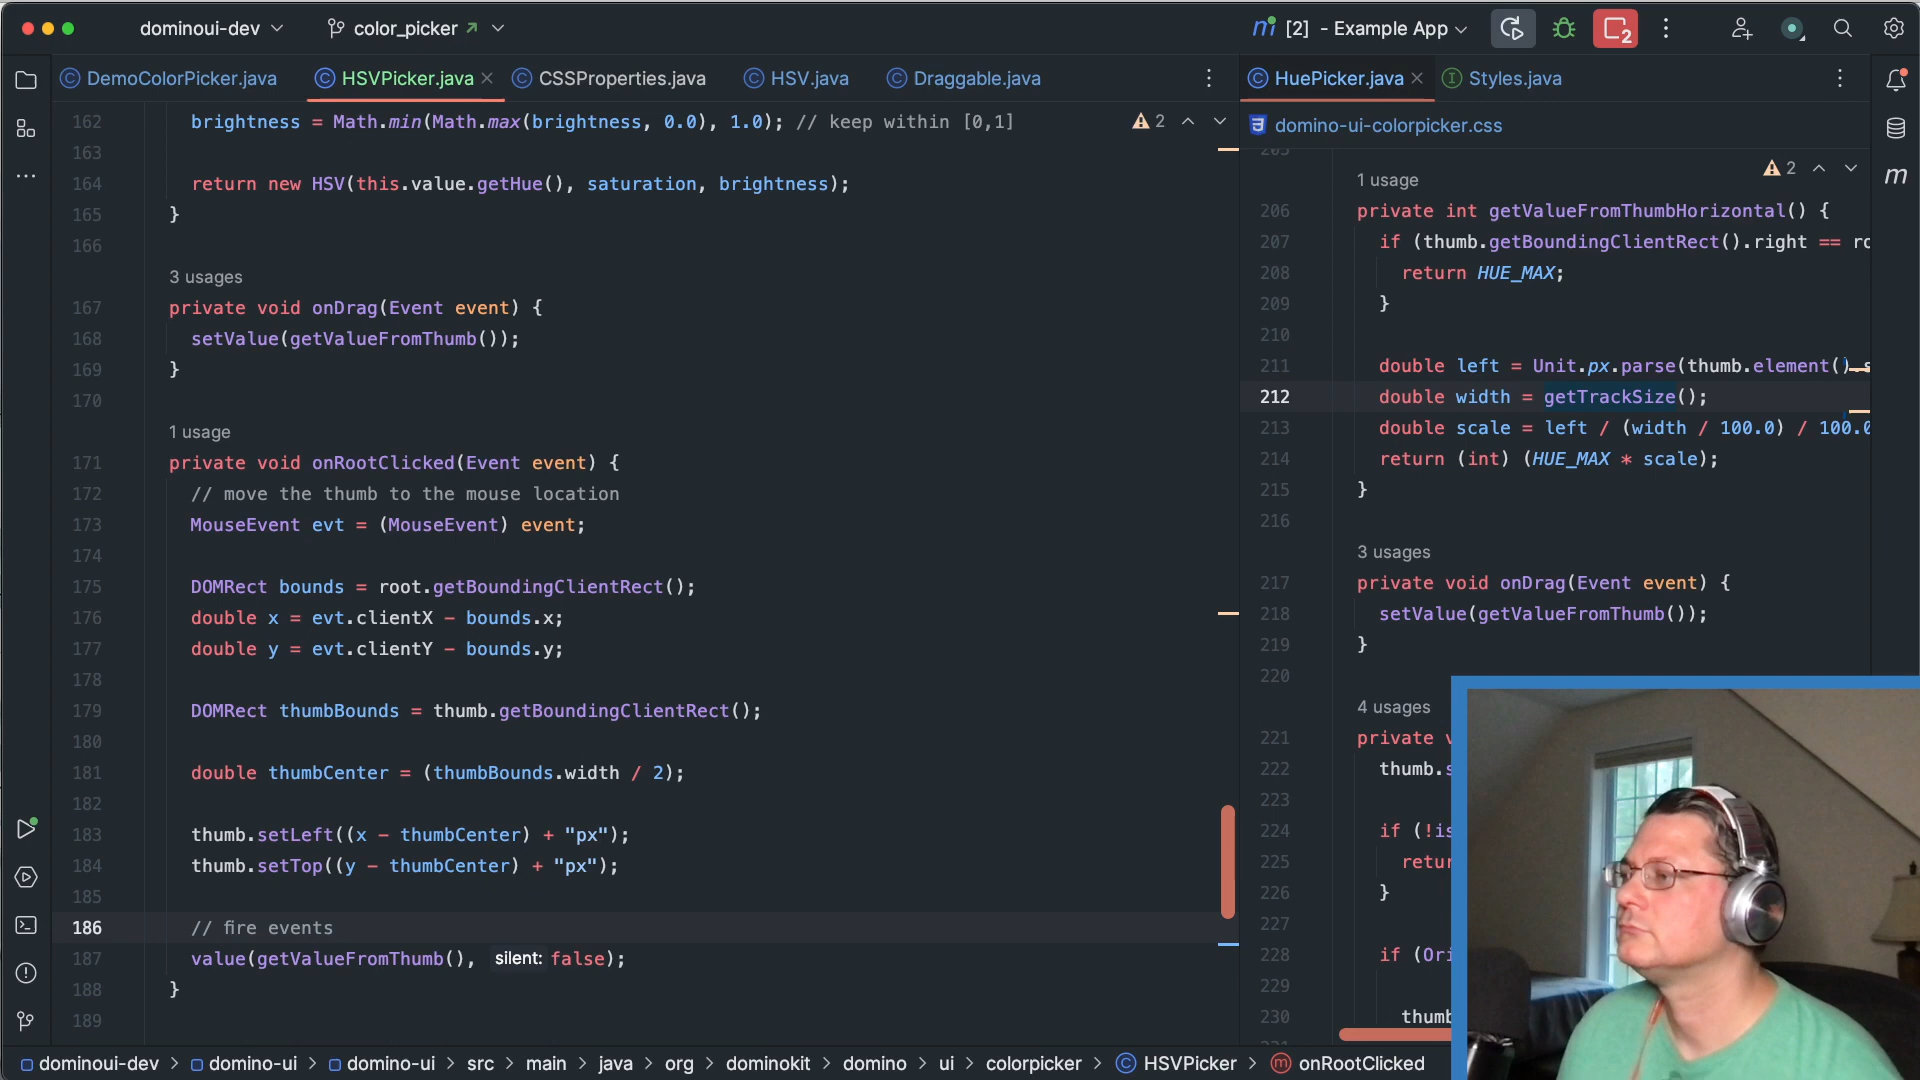 dominoui-dev
color_picker
[2] - Example App
2
DemoColorPicker.java
HSVPicker.java
CSSProperties.java
HSV.java
Draggable.java
162 brightness = Math.min(Math.max(brightness, 0.0), 1.0); // keep within [0,1]
2
163
164 return new HSV(this.value.getHue(), saturation, brightness);
165 }
166
3 usages
167 private void onDrag(Event event) {
168 setValue(getValueFromThumb());
169 }
170
1 usage
171 private void onRootClicked(Event event) {
172 // move the thumb to the mouse location
173 MouseEvent evt = (MouseEvent) event;
174
175 DOMRect bounds = root.getBoundingClientRect();
176 double x = evt.clientX - bounds.x;
177 double y = evt.clientY - bounds.y;
178
179 DOMRect thumbBounds = thumb.getBoundingClientRect();
180
181 double thumbCenter = (thumbBounds.width / 2);
182
183 thumb.setLeft((x - thumbCenter) + "px");
184 thumb.setTop((y - thumbCenter) + "px");
185
186 // fire events
187 value(getValueFromThumb(), silent: false);
188 }
189
HuePicker.java
Styles.java
domino-ui-colorpicker.css
205
2
1 usage
206 private int getValueFromThumbHorizontal() {
207 if (thumb.getBoundingClientRect().right == ro
208 return HUE_MAX;
209 }
210
211 double left = Unit.px.parse(thumb.element().s
212 double width = getTrackSize();
213 double scale = left / (width / 100.0) / 100.0
214 return (int) (HUE_MAX * scale);
215 }
216
3 usages
217 private void onDrag(Event event) {
218 setValue(getValueFromThumb());
219 }
220
4 usages
221 private v
222 thumb.s
223
224 if (!is
225 retur
226 }
227
228 if (Ori
229
230 thumb
m
dominoui-dev > domino-ui > domino-ui > src > main > java > org > dominokit > domino > ui > colorpicker > HSVPicker > onRootClicked